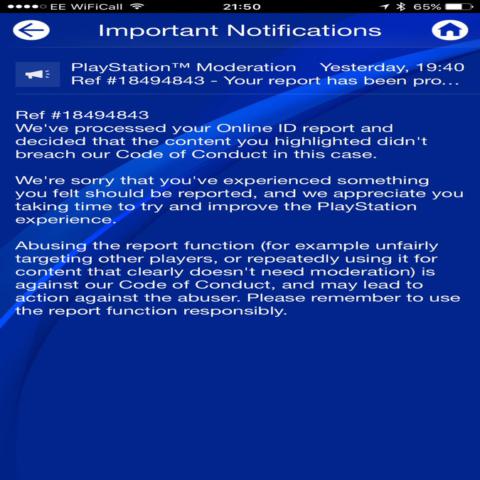 EE WiFiCall 21:50 65%
Important Notifications
PlayStation™ Moderation Yesterday, 19:40
Ref #18494843 - Your report has been pro...
Ref #18494843
We've processed your Online ID report and
decided that the content you highlighted didn't
breach our Code of Conduct in this case.
We're sorry that you've experienced something
you felt should be reported, and we appreciate you
taking time to try and improve the PlayStation
experience.
Abusing the report function (for example unfairly
targeting other players, or repeatedly using it for
content that clearly doesn't need moderation) is
against our Code of Conduct, and may lead to
action against the abuser. Please remember to use
the report function responsibly.